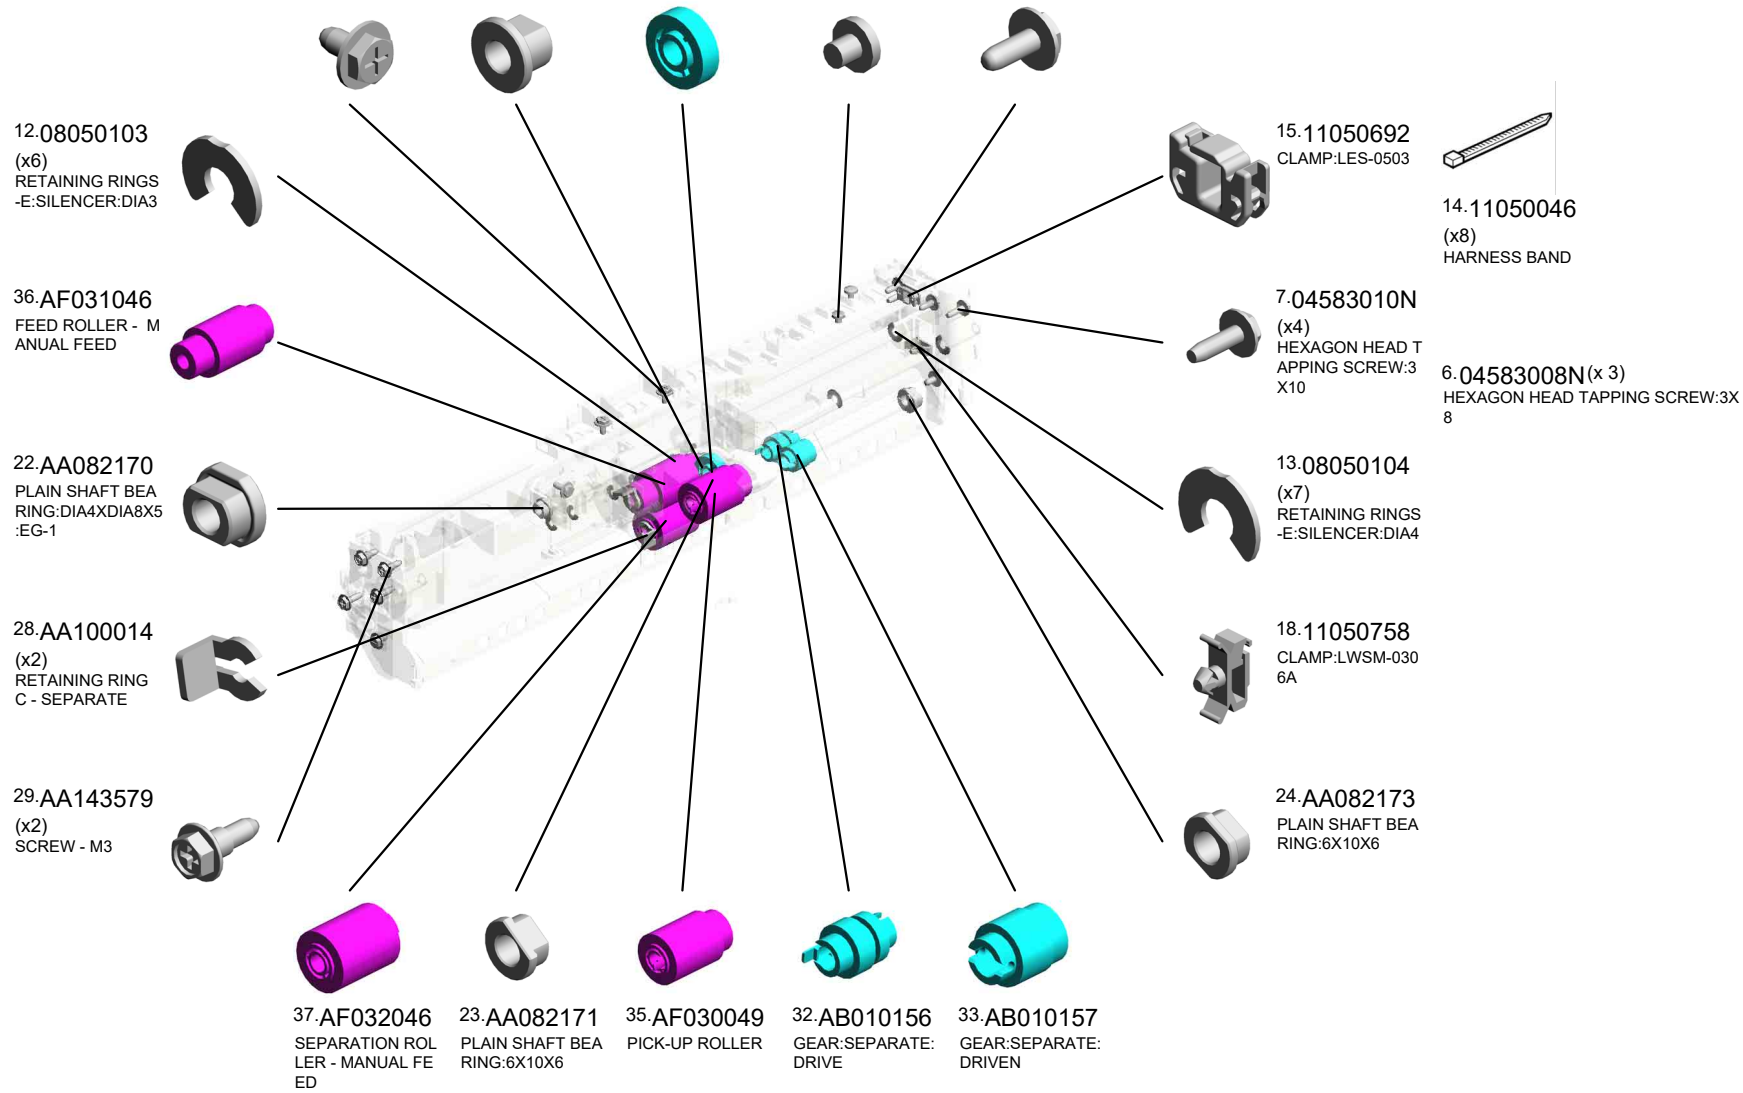 12.08050103
(x6)
RETAINING RINGS
-E:SILENCER:DIA3
36.AF031046
FEED ROLLER - M
ANUAL FEED
22.AA082170
PLAIN SHAFT BEA
RING:DIA4XDIA8X5
:EG-1
28.AA100014
(x2)
RETAINING RING
C - SEPARATE
29.AA143579
(x2)
SCREW - M3
37.AF032046
SEPARATION ROL
LER - MANUAL FE
ED
23.AA082171
PLAIN SHAFT BEA
RING:6X10X6
35.AF030049
PICK-UP ROLLER
32.AB010156
GEAR:SEPARATE:
DRIVE
33.AB010157
GEAR:SEPARATE:
DRIVEN
15.11050692
CLAMP:LES-0503
7.04583010N
(x4)
HEXAGON HEAD T
APPING SCREW:3
X10
13.08050104
(x7)
RETAINING RINGS
-E:SILENCER:DIA4
18.11050758
CLAMP:LWSM-030
6A
24.AA082173
PLAIN SHAFT BEA
RING:6X10X6
14.11050046
(x8)
HARNESS BAND
6.04583008N(x 3)
HEXAGON HEAD TAPPING SCREW:3X
8